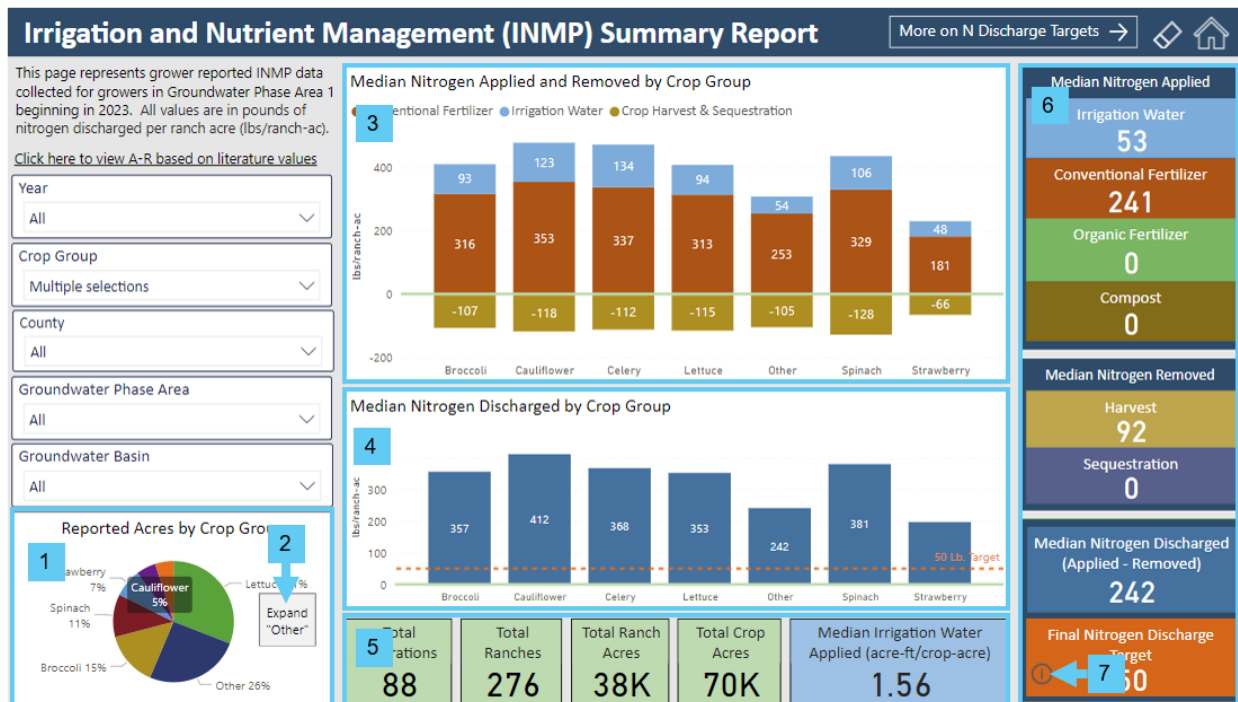 Irrigation and Nutrient Management (INMP) Summary Report
More on N Discharge Targets →
This page represents grower reported INMP data
collected for growers in Groundwater Phase Area 1
beginning in 2023. All values are in pounds of
nitrogen discharged per ranch acre (lbs/ranch-ac).
Click here to view A-R based on literature values
Year
All
Crop Group
Multiple selections
County
All
Groundwater Phase Area
All
Groundwater Basin
All
Reported Acres by Crop
1
2
Cauliflower
5%
7%
Spinach
11%
Broccoli 15%
Other 26%
Expand
"Other"
Median Nitrogen Applied and Removed by Crop Group
3
Fertilizer Irrigation Water Crop Harvest & Sequestration
lbs/ranch-ac
400
200
0
-200
93 123 134 94 54 106 48
316 353 337 313 253 329 181
-107 -118 -112 -115 -105 -128 -66
Broccoli Cauliflower Celery Lettuce Other Spinach Strawberry
Median Nitrogen Discharged by Crop Group
4
lbs/ranch-ac
300
200
100
0
357 412 368 353 242 381
50 Lb. Target
Broccoli Cauliflower Celery Lettuce Other Spinach Strawberry
5
Total
Ranches
276
Total Ranch
Acres
38K
Total Crop
Acres
70K
Median Irrigation Water
Applied (acre-ft/crop-acre)
1.56
88
Median Nitrogen Applied
6
Irrigation Water
53
Conventional Fertilizer
241
Organic Fertilizer
0
Compost
0
Median Nitrogen Removed
Harvest
92
Sequestration
0
Median Nitrogen Discharged
(Applied - Removed)
242
Final Nitrogen Discharge
7